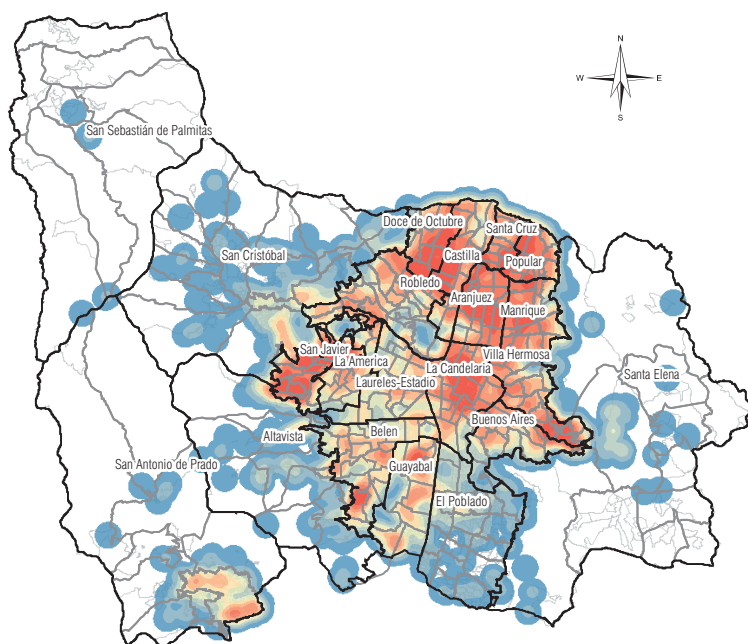 N
W
E
S
San Sebastián de Palmitas
Doce de Octubre
Santa Cruz
San Cristóbal
Castilla
Popular
Robledo
Aranjuez
Manrique
San Javier
Villa Hermosa
La America
La Candelaria
Santa Elena
Laureles-Estadio
Buenos Aires
Altavista
Belen
San Antonio de Prado
Guayabal
El Poblado